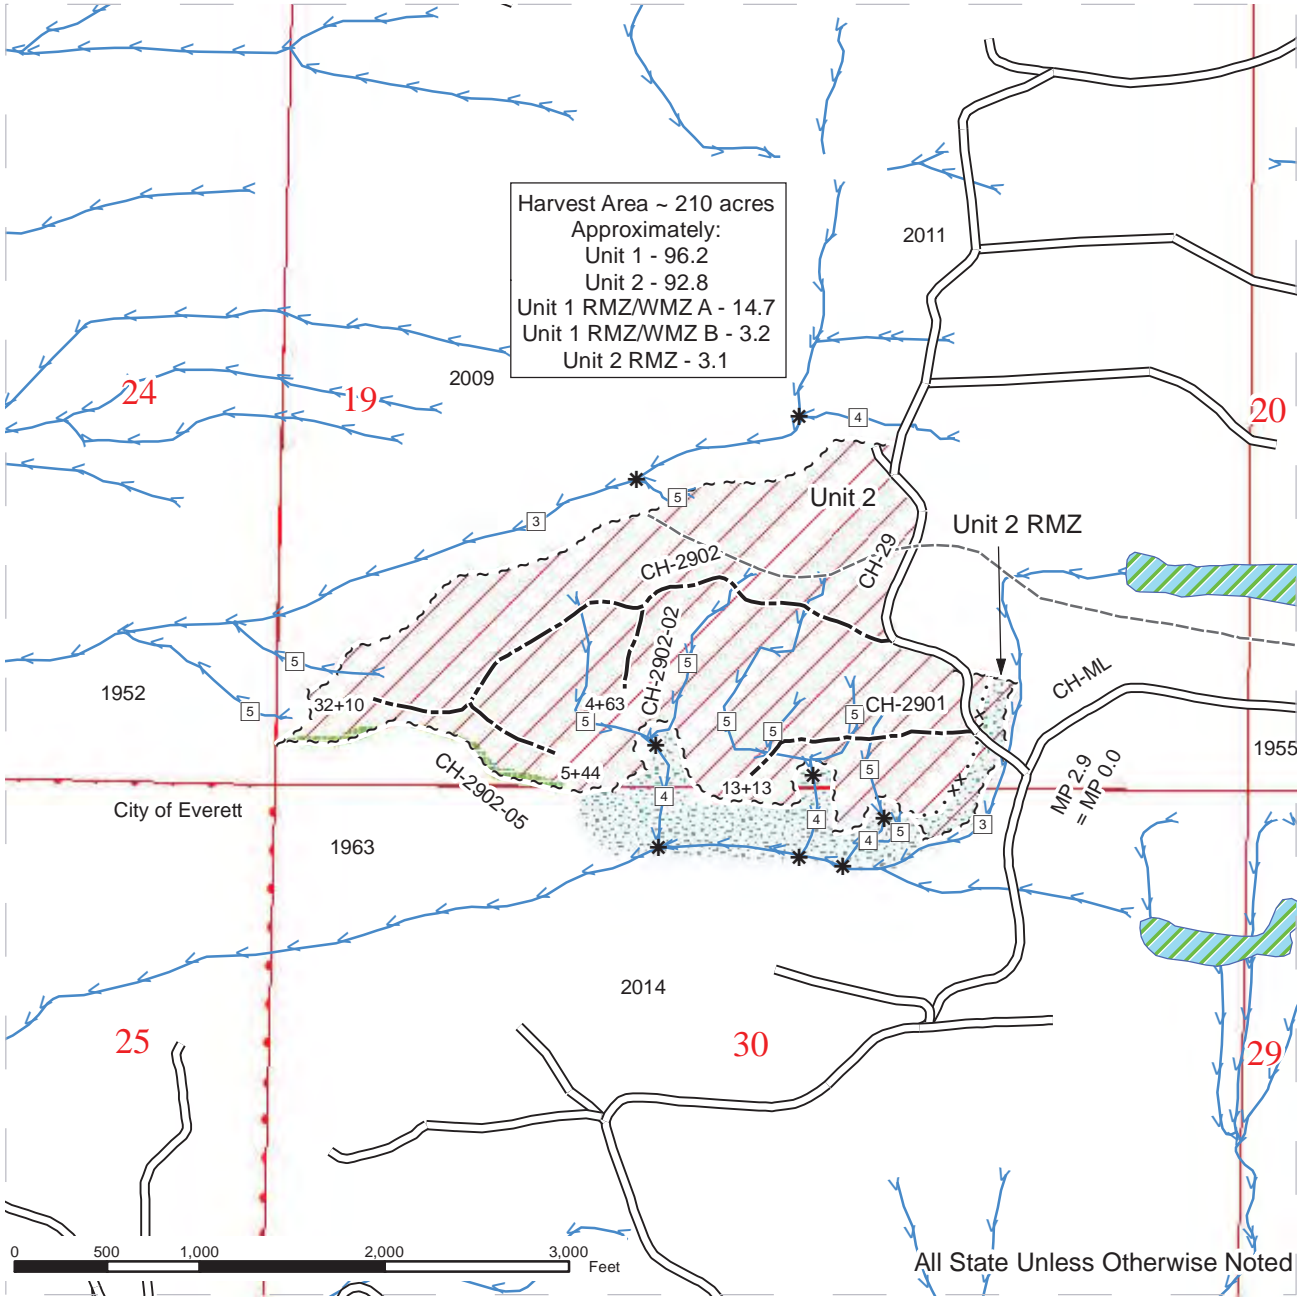 Harvest Area ~ 210 acres
Approximately:
Unit 1 - 96.2
Unit 2 - 92.8
Unit 1 RMZ/WMZ A - 14.7
Unit 1 RMZ/WMZ B - 3.2
Unit 2 RMZ - 3.1
2011
2009
24
19
20
4
5
3
Unit 2
Unit 2 RMZ
CH-29
CH-2902
CH-2902-02
5
5
CH-ML
1952
5
32+10
4+63
5
5
5
5
CH-2901
1955
5+44
13+13
5
MP 2.9
= MP 0.0
CH-2902-05
City of Everett
4
4
4
5
3
1963
2014
25
30
29
0
500
1,000
2,000
3,000
Feet
All State Unless Otherwise Noted